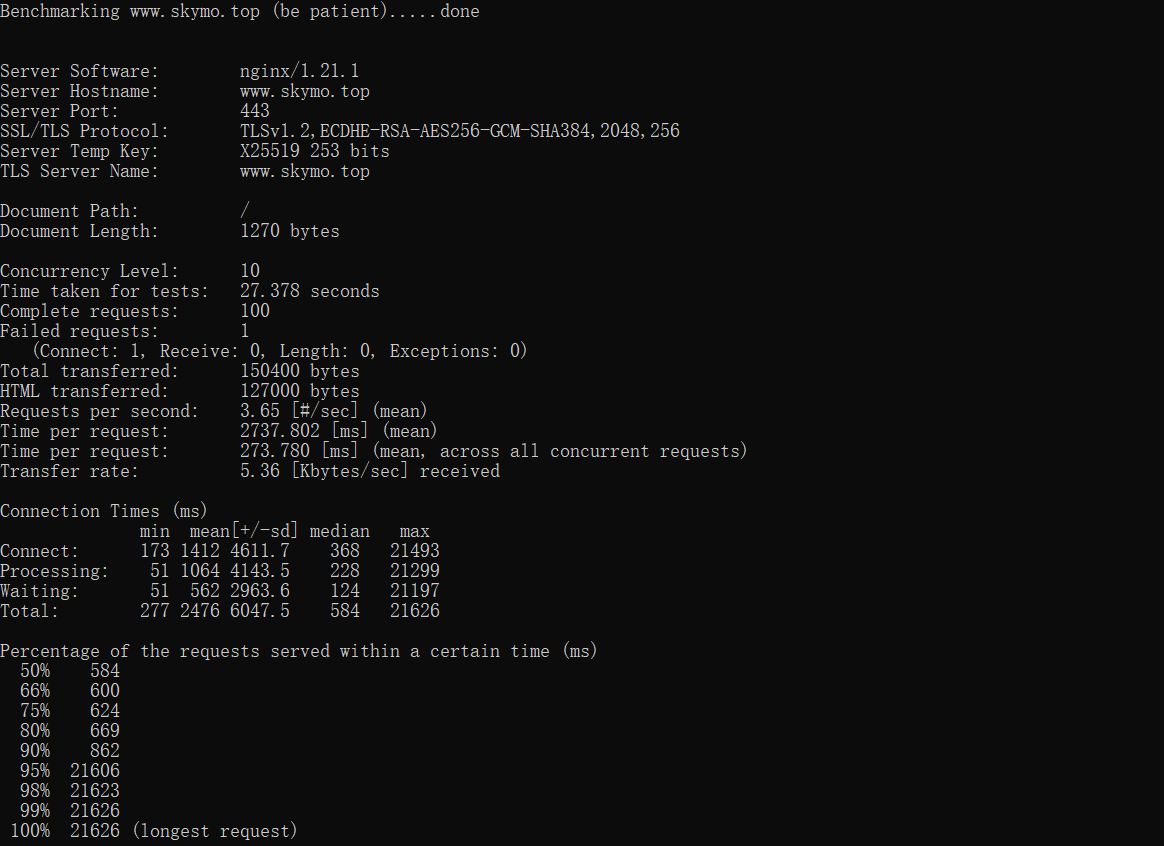 Benchmarking www.skymo.top (be patient).....done
Server Software:        nginx/1.21.1
Server Hostname:        www.skymo.top
Server Port:            443
SSL/TLS Protocol:       TLSv1.2,ECDHE-RSA-AES256-GCM-SHA384,2048,256
Server Temp Key:        X25519 253 bits
TLS Server Name:        www.skymo.top
Document Path:          /
Document Length:        1270 bytes
Concurrency Level:      10
Time taken for tests:   27.378 seconds
Complete requests:      100
Failed requests:        1
   (Connect: 1, Receive: 0, Length: 0, Exceptions: 0)
Total transferred:      150400 bytes
HTML transferred:       127000 bytes
Requests per second:    3.65 [#/sec] (mean)
Time per request:       2737.802 [ms] (mean)
Time per request:       273.780 [ms] (mean, across all concurrent requests)
Transfer rate:          5.36 [Kbytes/sec] received
Connection Times (ms)
              min  mean[+/-sd] median   max
Connect:      173 1412 4611.7    368   21493
Processing:    51 1064 4143.5    228   21299
Waiting:       51  562 2963.6    124   21197
Total:        277 2476 6047.5    584   21626
Percentage of the requests served within a certain time (ms)
  50%    584
  66%    600
  75%    624
  80%    669
  90%    862
  95%  21606
  98%  21623
  99%  21626
 100%  21626 (longest request)